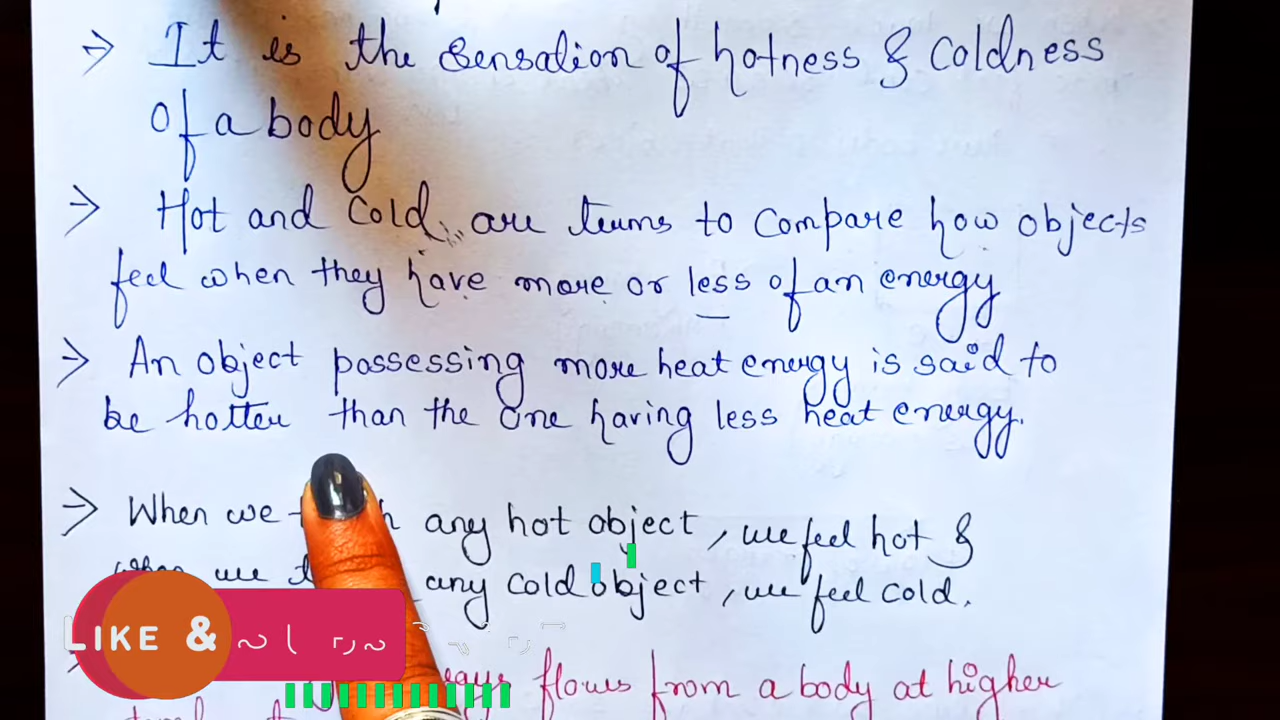 → It is the sensation of hotness & coldness
of a body
→ Hot and cold, are terms to compare how objects
feel when they have more or less of an energy
→ An object possessing more heat energy is said to
be hotter than the one having less heat energy.
→ When we any hot object, we feel hot &
when we any cold object, we feel cold.
LIKE &
flows from a body at higher